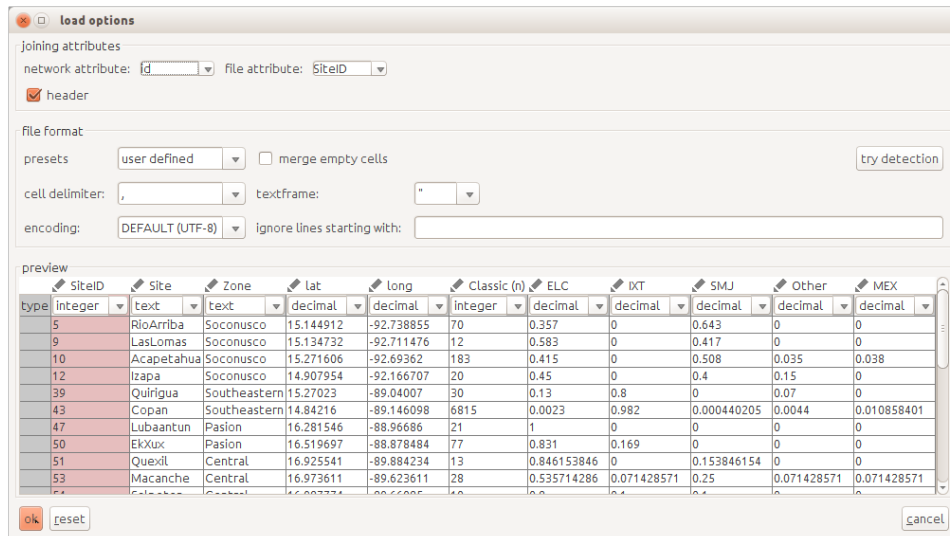 load options
joining attributes
network attribute: id file attribute: SiteID
header
file format
presets user defined merge empty cells try detection
cell delimiter: , textframe: "
encoding: DEFAULT (UTF-8) ignore lines starting with:
preview
SiteID Site Zone lat long Classic (n) ELC IXT SMJ Other MEX
type integer text text decimal decimal integer decimal decimal decimal decimal decimal
5 RioArriba Soconusco 15.144912 -92.738855 70 0.357 0 0.643 0 0
9 LasLomas Soconusco 15.134732 -92.711476 12 0.583 0 0.417 0 0
10 Acapetahua Soconusco 15.271606 -92.69362 183 0.415 0 0.508 0.035 0.038
12 Izapa Soconusco 14.907954 -92.166707 20 0.45 0 0.4 0.15 0
39 Quirigua Southeastern 15.27023 -89.04007 30 0.13 0.8 0 0.07 0
43 Copan Southeastern 14.84216 -89.146098 6815 0.0023 0.982 0.000440205 0.0044 0.010858401
47 Lubaantun Pasion 16.281546 -88.96686 21 1 0 0 0 0
50 EkXux Pasion 16.519697 -88.878484 77 0.831 0.169 0 0 0
51 Quexil Central 16.925541 -89.884234 13 0.846153846 0 0.153846154 0 0
53 Macanche Central 16.973611 -89.623611 28 0.535714286 0.071428571 0.25 0.071428571 0.071428571
ok reset cancel